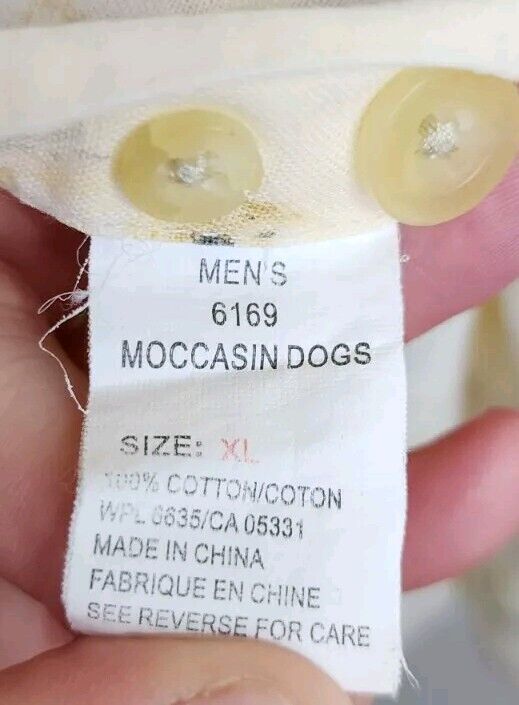 MEN'S
6169
MOCCASIN DOGS
SIZE: XL
100% COTTON/COTON
WPL 6635/CA 05331
MADE IN CHINA
FABRIQUE EN CHINE
SEE REVERSE FOR CARE